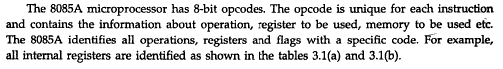 The 8085A microprocessor has 8-bit opcodes. The opcode is unique for each instruction
and contains the information about operation, register to be used, memory to be used etc.
The 8085A identifies all operations, registers and flags with a specific code. For example,
all internal registers are identified as shown in the tables 3.1(a) and 3.1(b).